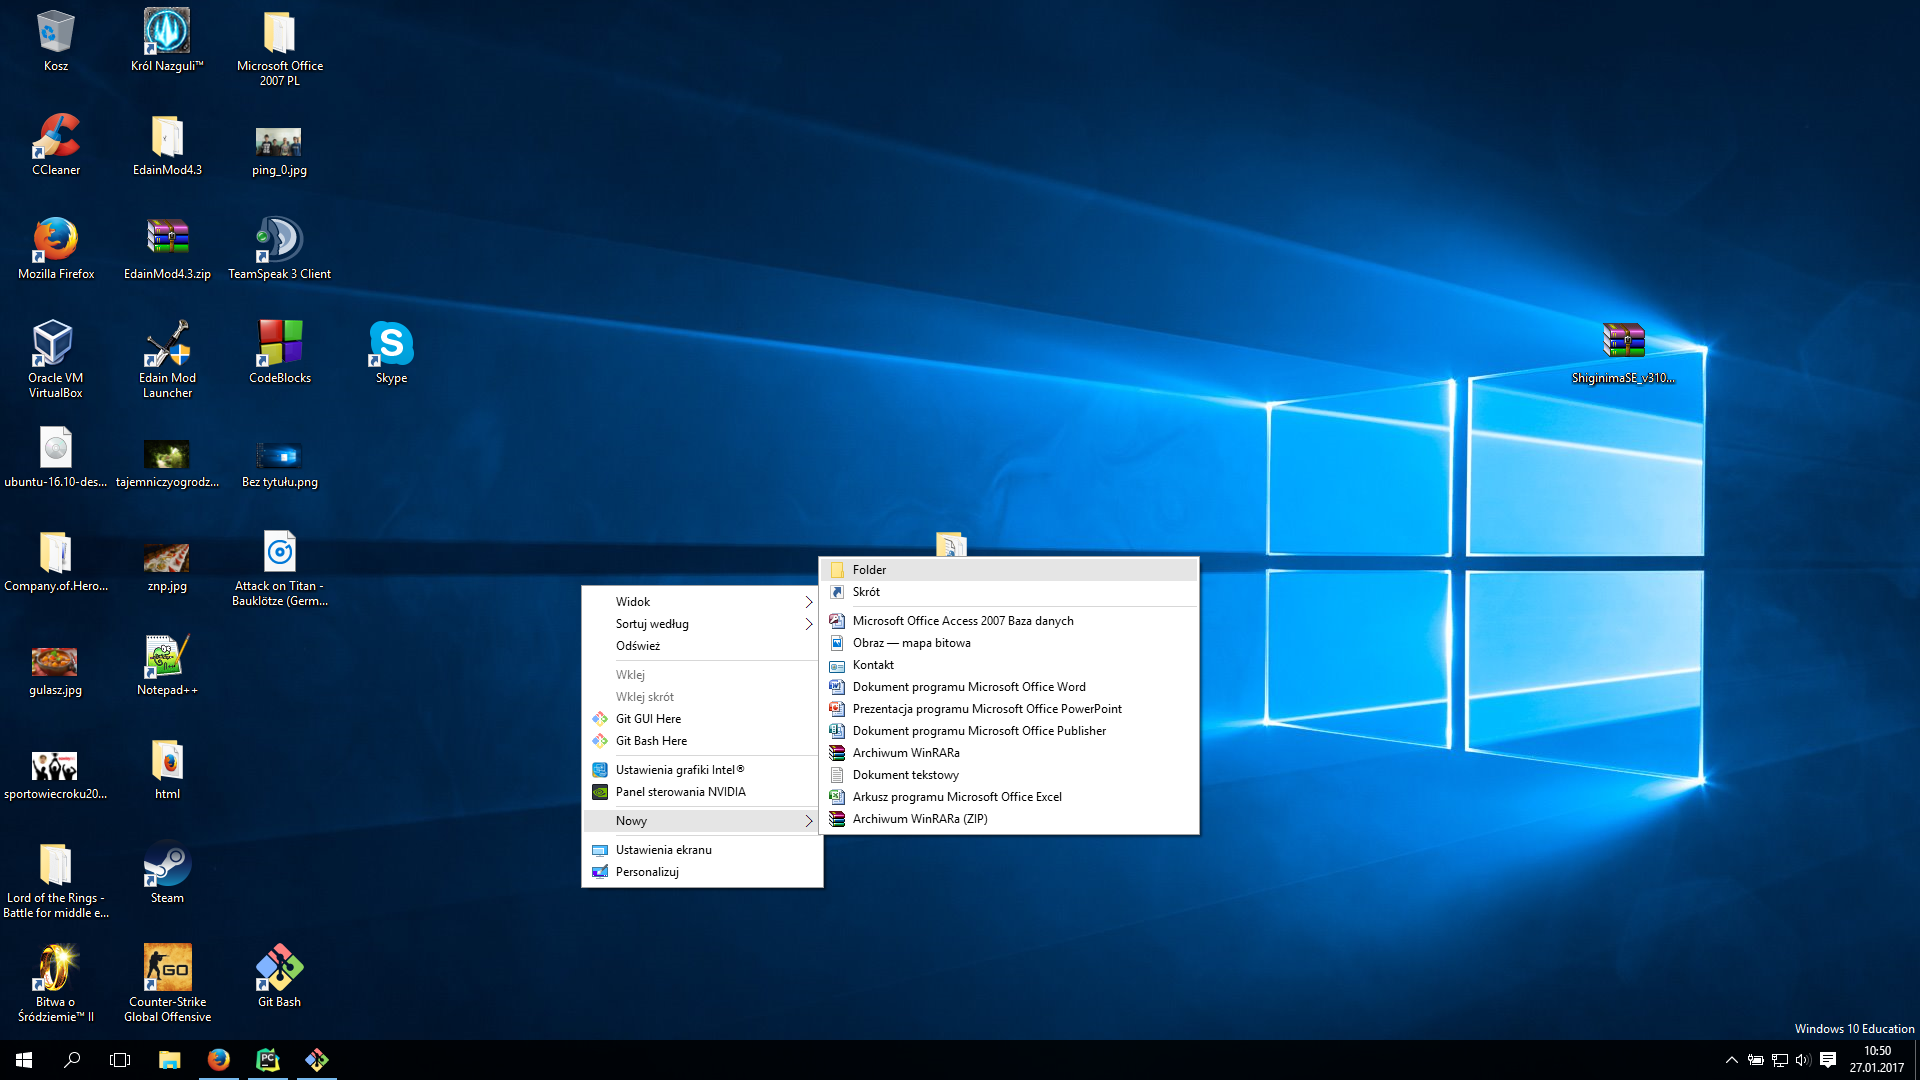 Kosz
Król Nazguli™
Microsoft Office
2007 PL
CCleaner
EdainMod4.3
ping_0.jpg
Mozilla Firefox
EdainMod4.3.zip
TeamSpeak 3 Client
Oracle VM
VirtualBox
Edain Mod
Launcher
CodeBlocks
Skype
ShiginimaSE_v310...
ubuntu-16.10-des...
tajemniczyogrodz...
Bez tytułu.png
Company.of.Hero...
znp.jpg
Attack on Titan -
Bauklötze (Germ...
gulasz.jpg
Notepad++
sportowiecroku20...
html
Lord of the Rings -
Battle for middle e...
Steam
Bitwa o
Śródziemie™ II
Counter-Strike
Global Offensive
Git Bash
Widok
Sortuj według
Odśwież
Wklej
Wklej skrót
Git GUI Here
Git Bash Here
Ustawienia grafiki Intel®
Panel sterowania NVIDIA
Nowy
Ustawienia ekranu
Personalizuj
Folder
Skrót
Microsoft Office Access 2007 Baza danych
Obraz — mapa bitowa
Kontakt
Dokument programu Microsoft Office Word
Prezentacja programu Microsoft Office PowerPoint
Dokument programu Microsoft Office Publisher
Archiwum WinRARa
Dokument tekstowy
Arkusz programu Microsoft Office Excel
Archiwum WinRARa (ZIP)
Windows 10 Education
10:50
27.01.2017